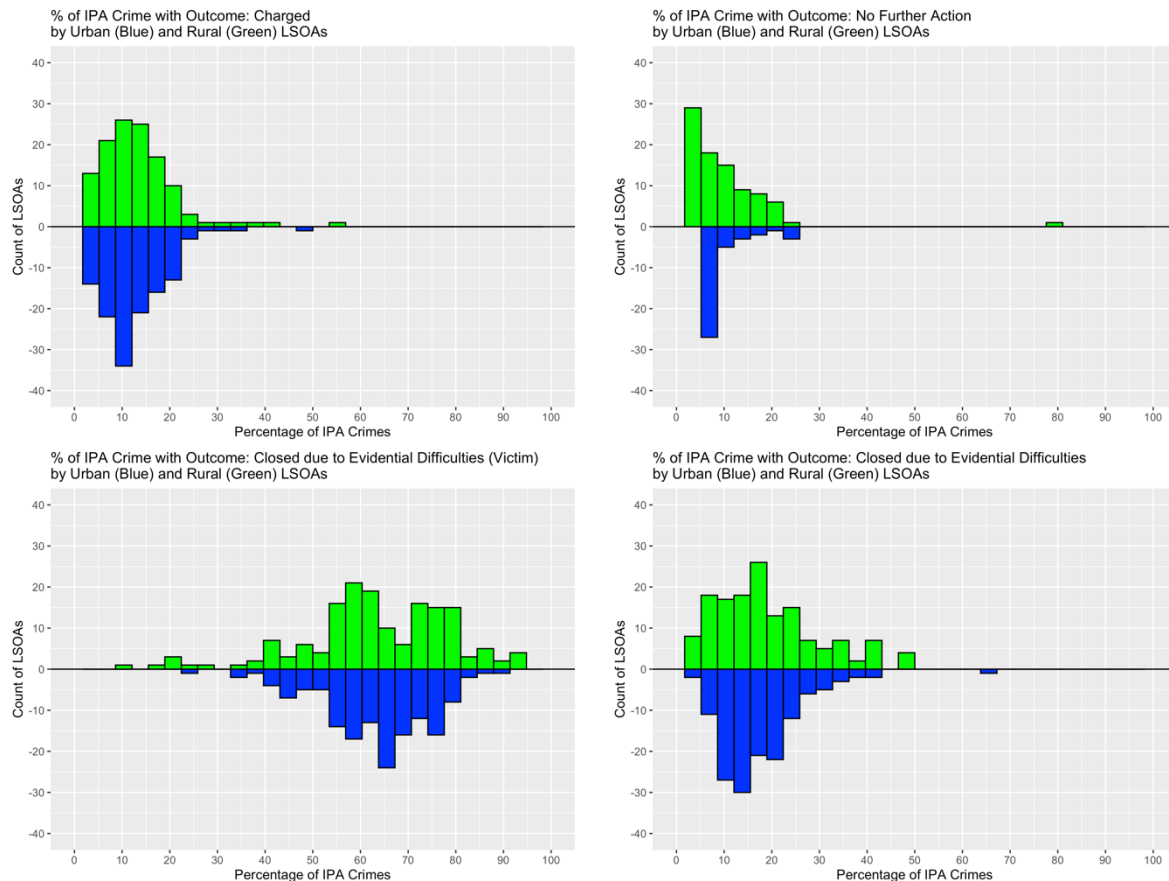 % of IPA Crime with Outcome: Charged
by Urban (Blue) and Rural (Green) LSOAs
40
30
20
10
0
-10
-20
-30
-40
Count of LSOAs
0 10 20 30 40 50 60 70 80 90 100
Percentage of IPA Crimes
% of IPA Crime with Outcome: No Further Action
by Urban (Blue) and Rural (Green) LSOAs
40
30
20
10
0
-10
-20
-30
-40
Count of LSOAs
0 10 20 30 40 50 60 70 80 90 100
Percentage of IPA Crimes
% of IPA Crime with Outcome: Closed due to Evidential Difficulties (Victim)
by Urban (Blue) and Rural (Green) LSOAs
40
30
20
10
0
-10
-20
-30
-40
Count of LSOAs
0 10 20 30 40 50 60 70 80 90 100
Percentage of IPA Crimes
% of IPA Crime with Outcome: Closed due to Evidential Difficulties
by Urban (Blue) and Rural (Green) LSOAs
40
30
20
10
0
-10
-20
-30
-40
Count of LSOAs
0 10 20 30 40 50 60 70 80 90 100
Percentage of IPA Crimes